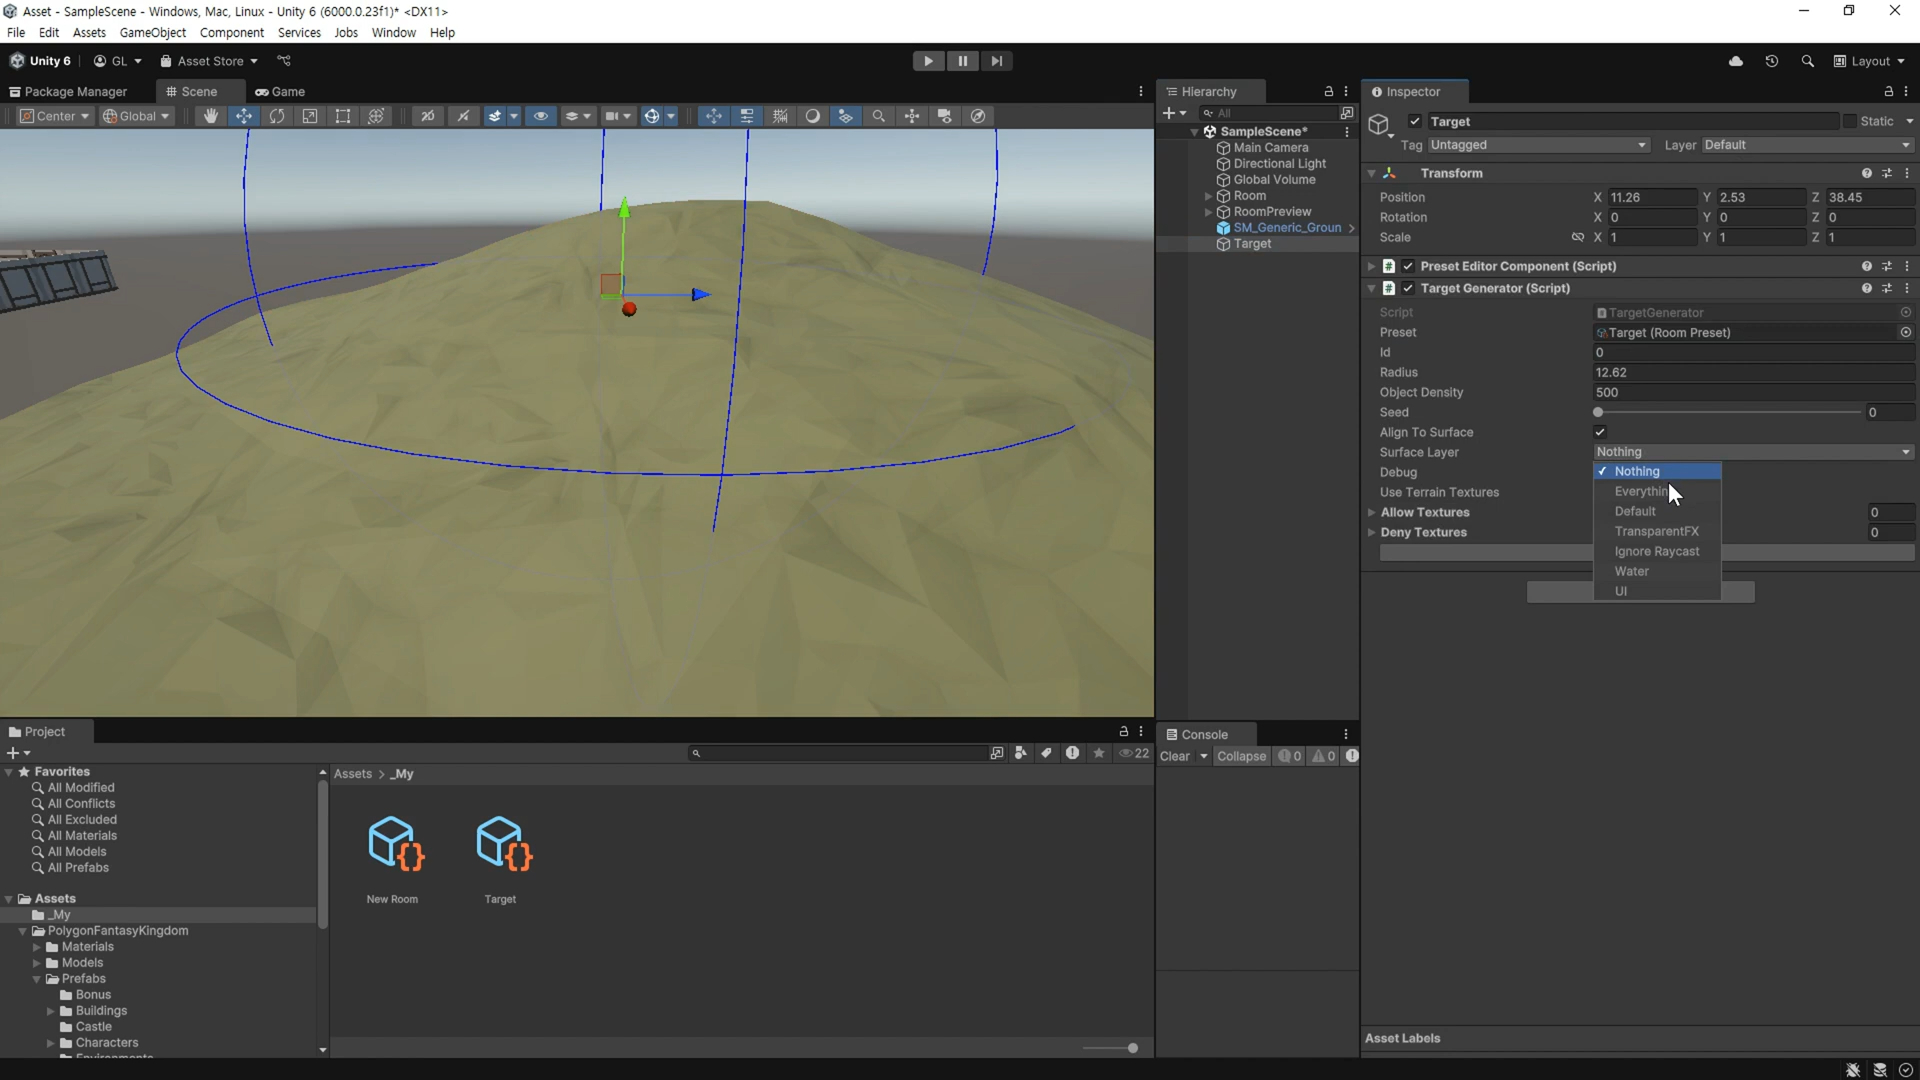 Asset - SampleScene - Windows, Mac, Linux - Unity 6 (6000.0.23f1)* <DX11>
File Edit Assets GameObject Component Services Jobs Window Help
Unity 6 GL Asset Store Layout
Package Manager Scene Game
Center Global
Hierarchy
All
SampleScene*
Main Camera
Directional Light
Global Volume
Room
RoomPreview
SM_Generic_Groun
Target
Inspector
Target Static
Tag Untagged Layer Default
Transform
Position X 11.26 Y 2.53 Z 38.45
Rotation X 0 Y 0 Z 0
Scale X 1 Y 1 Z 1
Preset Editor Component (Script)
Target Generator (Script)
Script TargetGenerator
Preset Target (Room Preset)
Id 0
Radius 12.62
Object Density 500
Seed 0
Align To Surface
Surface Layer Nothing
Debug
Use Terrain Textures
Allow Textures 0
Deny Textures 0
Nothing
Everythin
Default
TransparentFX
Ignore Raycast
Water
UI
Project
22
Favorites
All Modified
All Conflicts
All Excluded
All Materials
All Models
All Prefabs
Assets
_My
PolygonFantasyKingdom
Materials
Models
Prefabs
Bonus
Buildings
Castle
Characters
Assets > _My
New Room
Target
Console
Clear Collapse 0 0
Asset Labels